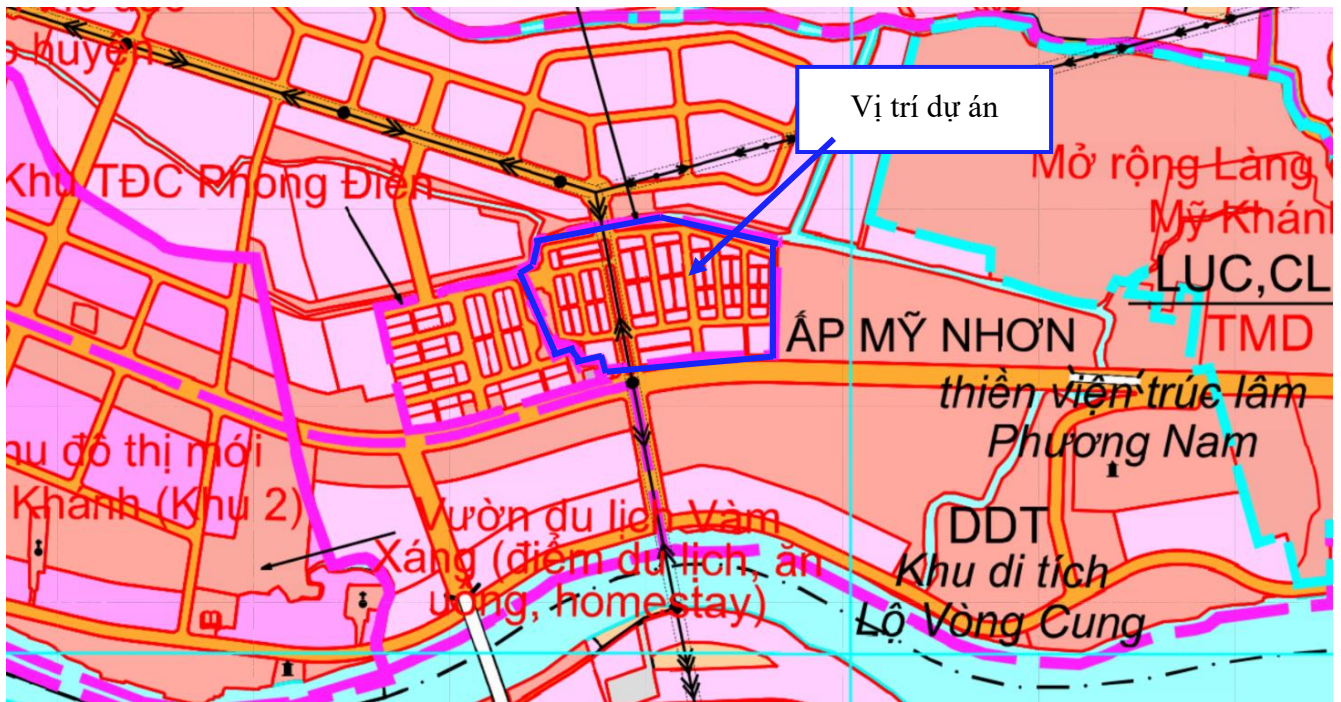 huyện
Vị trí dự án
Khu TĐC Phong Điền
Mở rộng Làng
Mỹ Khánh
LUC,CL
TMD
ẤP MỸ NHƠN
thiền viện trúc lâm
Phương Nam
đô thị mới
Khánh (Khu 2)
Vườn du lịch Vàm
Xáng (điểm du lịch, ăn
uống, homestay)
DDT
Khu di tích
Lộ Vòng Cung